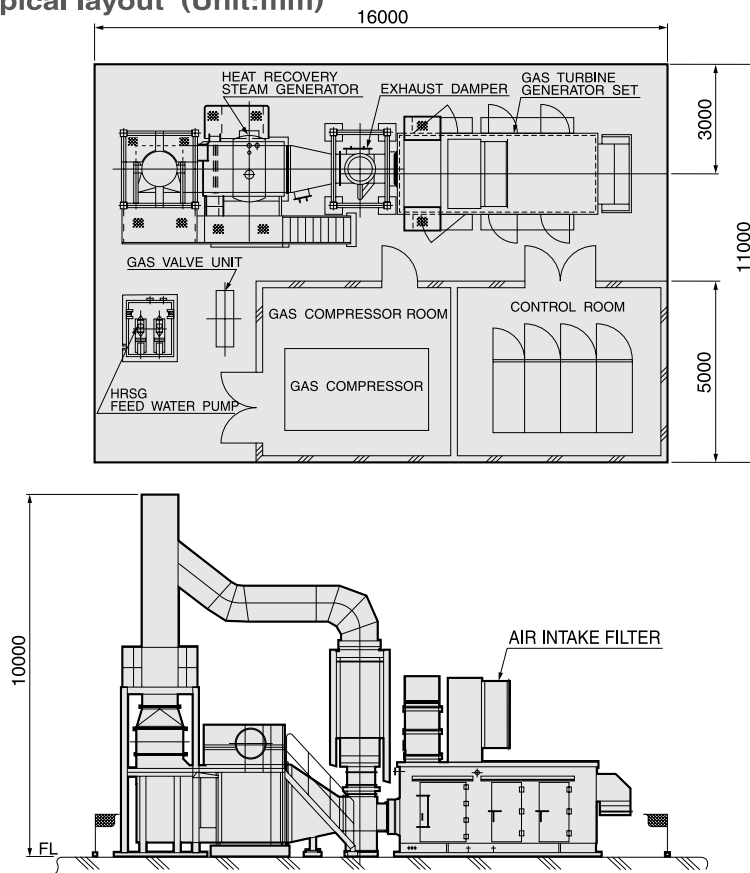 pical layout (Unit:mm)
16000
HEAT RECOVERY
STEAM GENERATOR
EXHAUST DAMPER
GAS TURBINE
GENERATOR SET
3000
11000
GAS VALVE UNIT
GAS COMPRESSOR ROOM
CONTROL ROOM
5000
GAS COMPRESSOR
HRSG
FEED WATER PUMP
10000
AIR INTAKE FILTER
FL